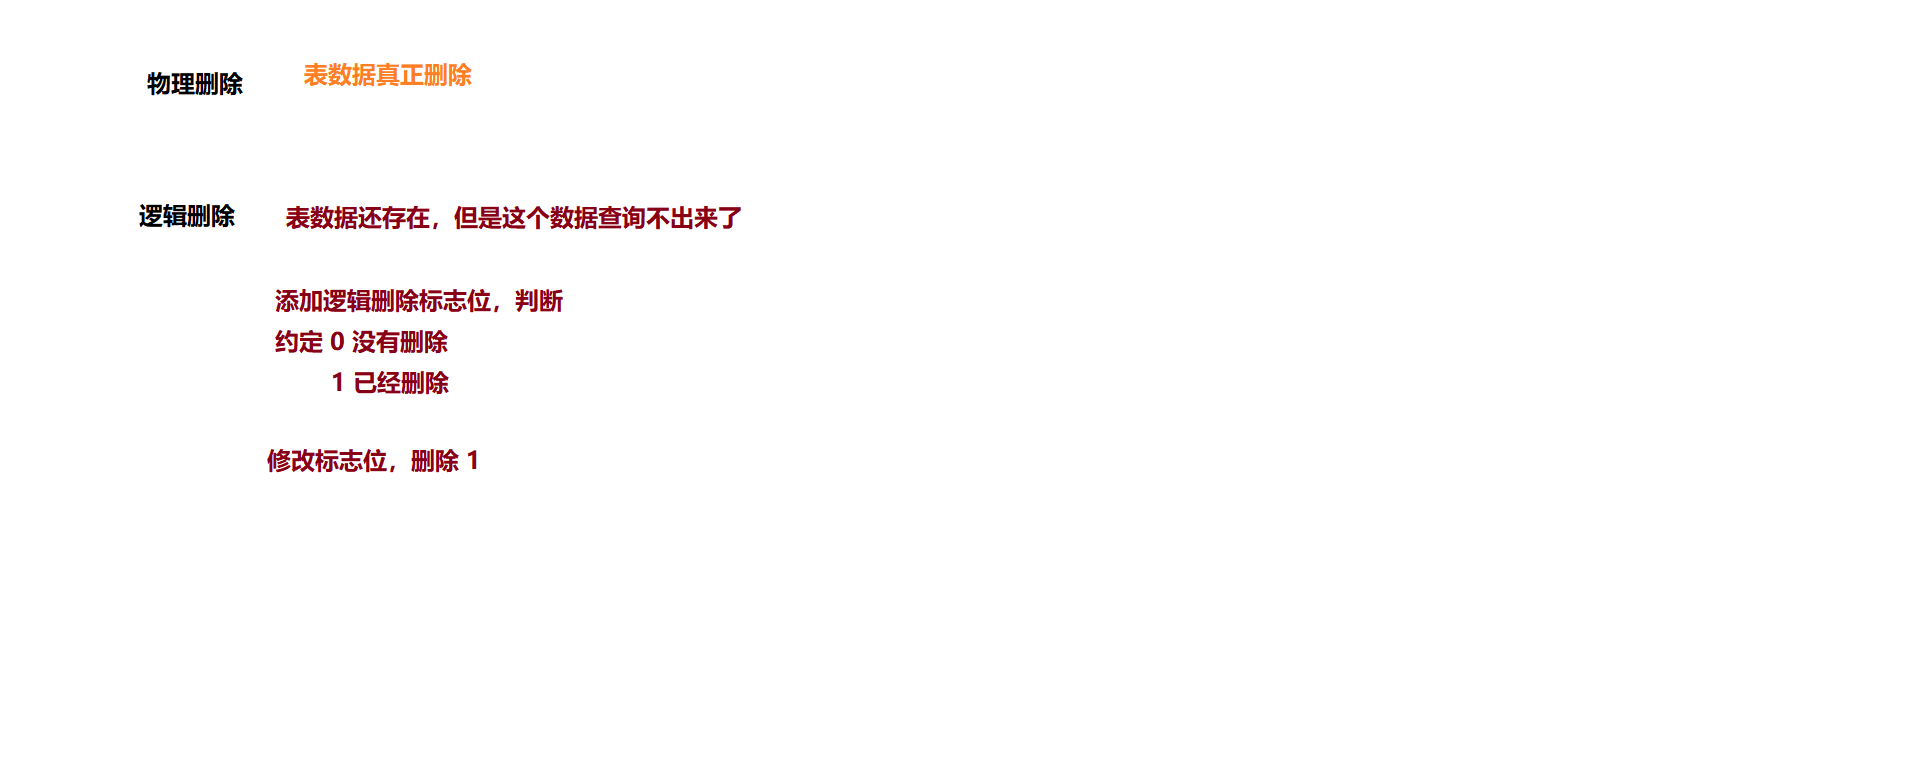 物理删除 表数据真正删除
逻辑删除 表数据还存在，但是这个数据查询不出来了
添加逻辑删除标志位，判断
约定 0 没有删除
1 已经删除
修改标志位，删除 1